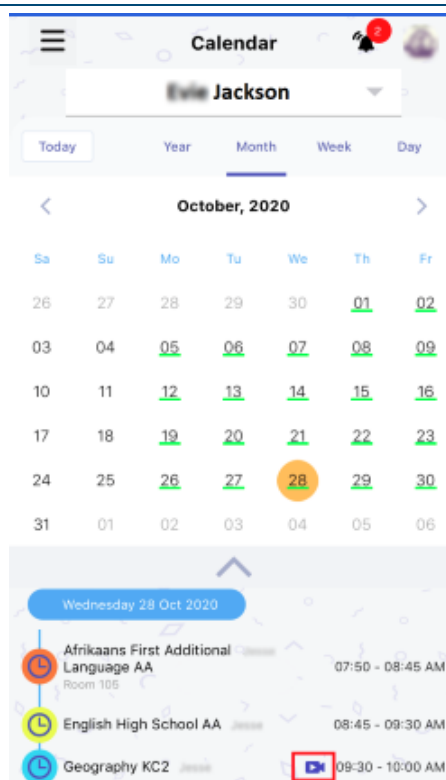 2
Calendar
Jackson
Today Year Month Week Day
October, 2020
Sa Su Mo Tu We Th Fr
26 27 28 29 30 01 02
03 04 05 06 07 08 09
10 11 12 13 14 15 16
17 18 19 20 21 22 23
24 25 26 27 28 29 30
31 01 02 03 04 05 06
Wednesday 28 Oct 2020
Afrikaans First Additional
Language AA 07:50 - 08:45 AM
Room 105
English High School AA 08:45 - 09:30 AM
Geography KC2 09:30 - 10:00 AM